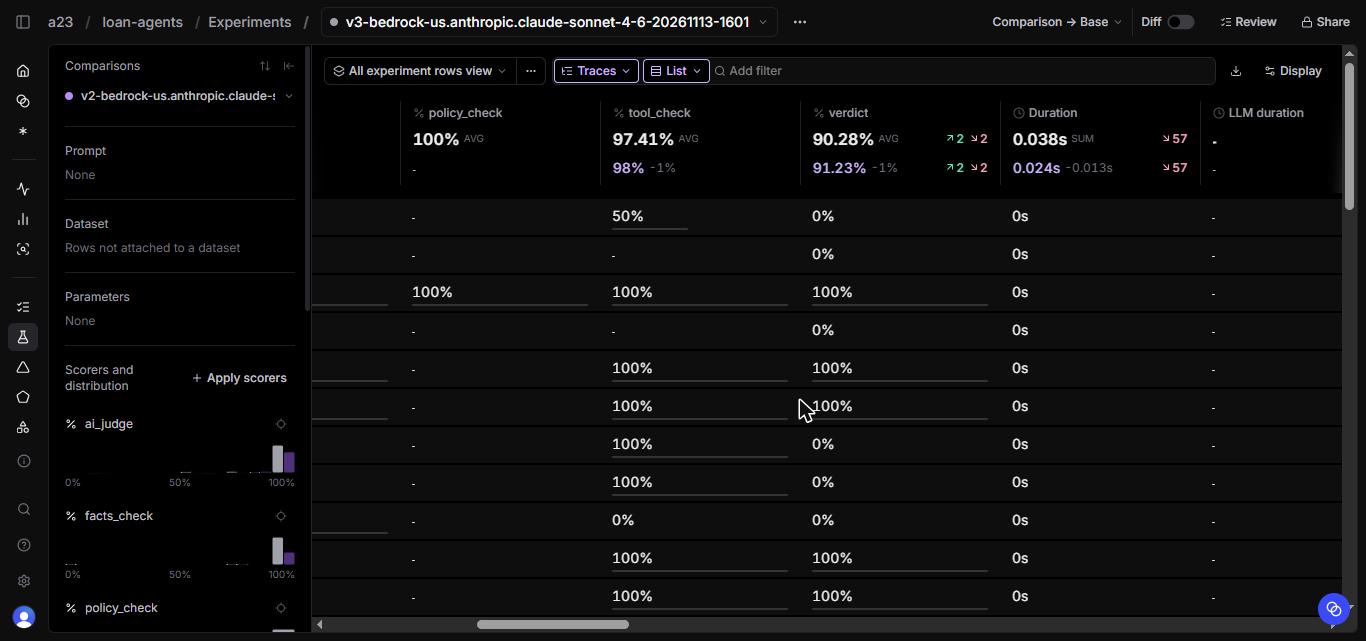 a23 / loan-agents / Experiments / v3-bedrock-us.anthropic.claude-sonnet-4-6-20261113-1601
Comparison → Base Diff Review Share
Comparisons
v2-bedrock-us.anthropic.claude-s
Prompt
None
Dataset
Rows not attached to a dataset
Parameters
None
Scorers and distribution
+ Apply scorers
% ai_judge
0% 50% 100%
% facts_check
0% 50% 100%
% policy_check
All experiment rows view ... Traces List Add filter Display
% policy_check % tool_check % verdict Duration LLM duration
100% AVG 97.41% AVG 90.28% AVG ↗2 ↘2 0.038s SUM ↘57 -
- 98% -1% 91.23% -1% ↗2 ↘2 0.024s -0.013s ↘57 -
- 50% 0% 0s -
- - 0% 0s -
100% 100% 100% 0s -
- - 0% 0s -
- 100% 100% 0s -
- 100% 100% 0s -
- 100% 0% 0s -
- 100% 0% 0s -
- 0% 0% 0s -
- 100% 100% 0s -
- 100% 100% 0s -